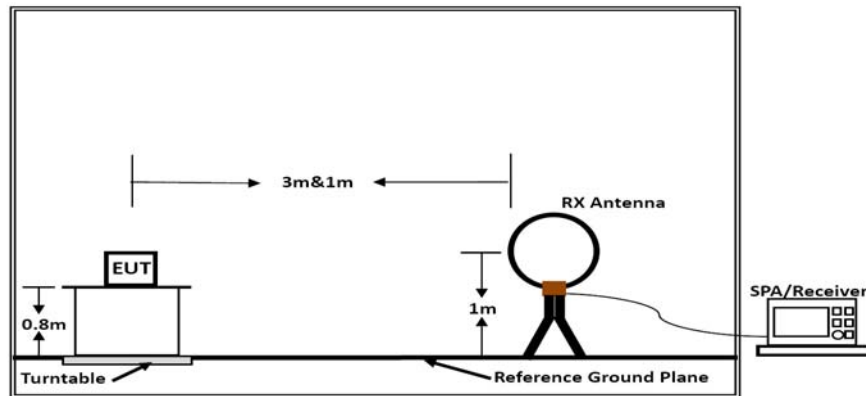 3m&1m
RX Antenna
EUT
SPA/Receiver
0.8m
1m
Turntable
Reference Ground Plane